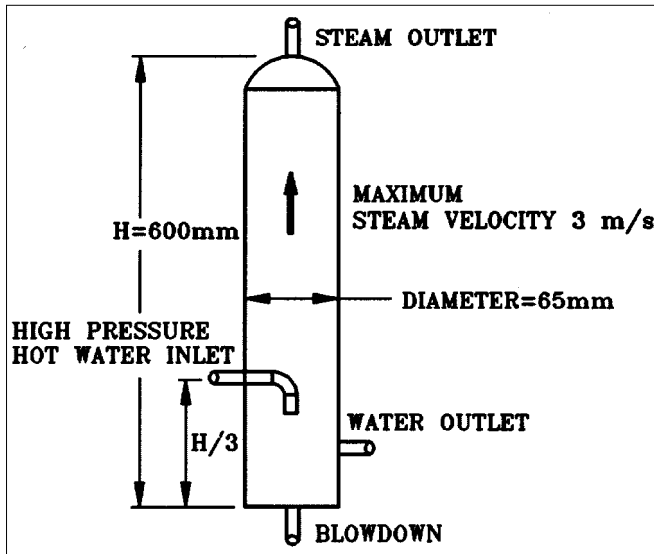 STEAM OUTLET
MAXIMUM
STEAM VELOCITY 3 m/s
H=600mm
DIAMETER=65mm
HIGH PRESSURE
HOT WATER INLET
WATER OUTLET
H/3
BLOWDOWN